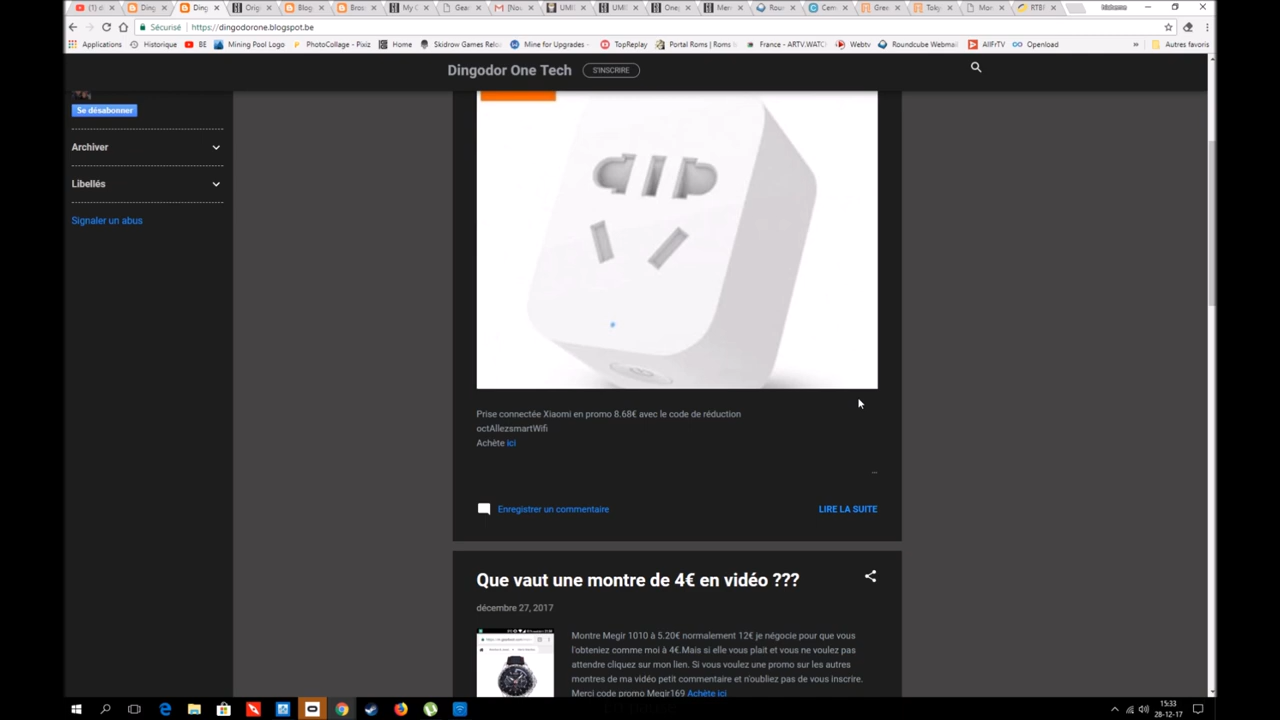 Sécurisé https://dingodorone.blogspot.be
Applications Historique BE Mining Pool Logo PhotoCollage - Pixiz Home Skidrow Games Reloa Mine for Upgrades - TopReplay Portal Roms | Roms France - ARTV.WATCH Webtv Roundcube Webmail AllFrTV Openload » Autres favoris
Dingodor One Tech S'INSCRIRE
Se désabonner
Archiver
Libellés
Signaler un abus
Prise connectée Xiaomi en promo 8.68€ avec le code de réduction
octAllezsmartWifi
Achète ici
...
Enregistrer un commentaire LIRE LA SUITE
Que vaut une montre de 4€ en vidéo ???
décembre 27, 2017
Montre Megir 1010 à 5.20€ normalement 12€ je négocie pour que vous
l'obteniez comme moi à 4€.Mais si elle vous plait et vous ne voulez pas
attendre cliquez sur mon lien. Si vous voulez une promo sur les autres
montres de ma vidéo petit commentaire et n'oubliez pas de vous inscrire.
Merci code promo Megir169 Achète ici
15:33
28-12-17